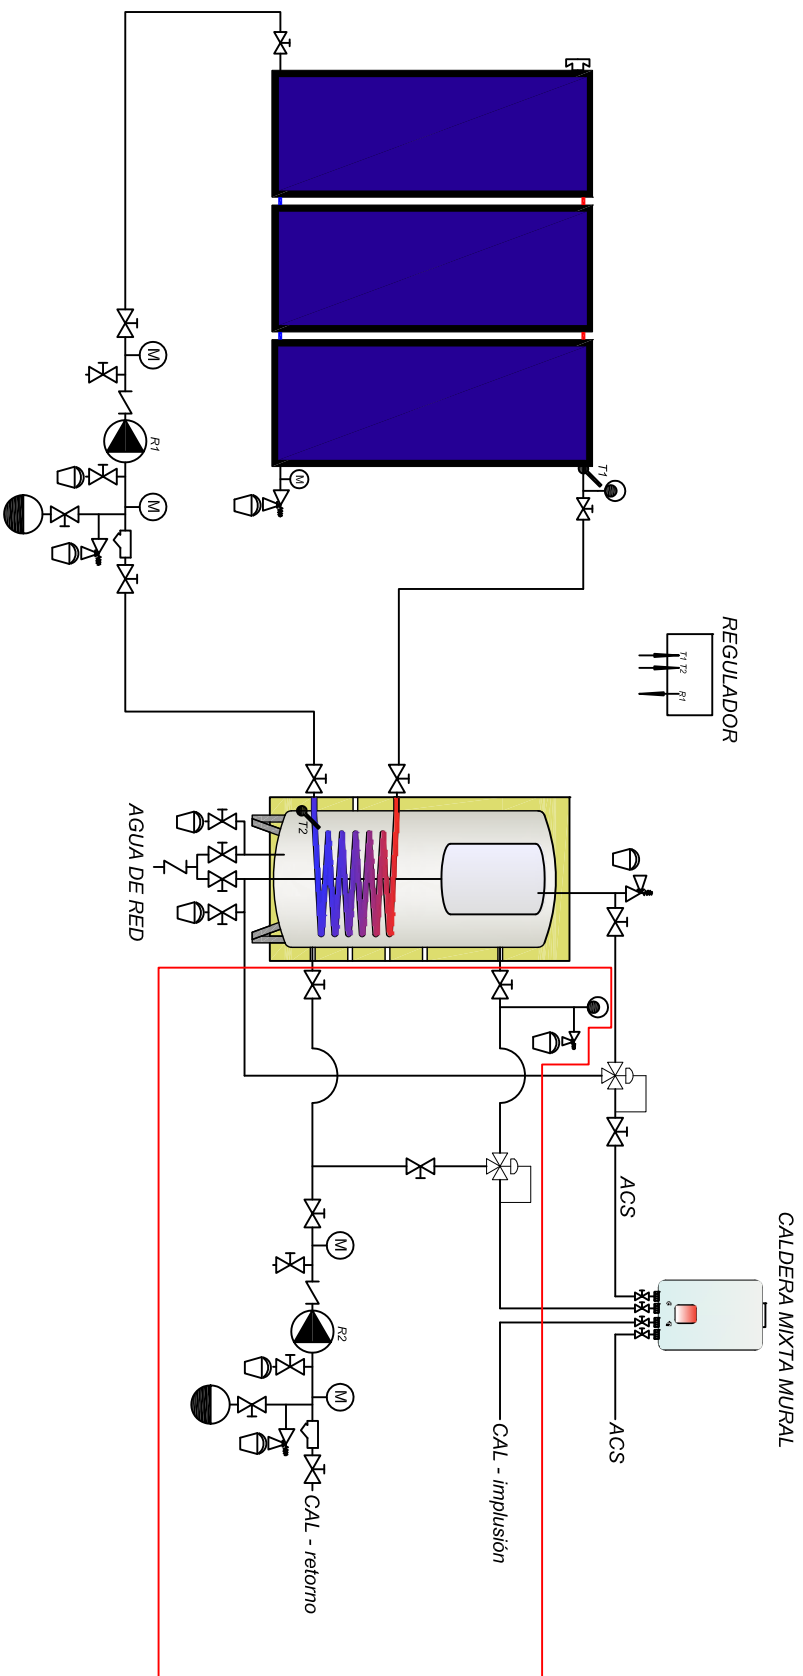 T1
M
M
R1
M
REGULADOR
T1
T2
R1
T2
AGUA DE RED
ACS
CALDERA MIXTA MURAL
ACS
CAL - implusión
M
R2
M
CAL - retorno